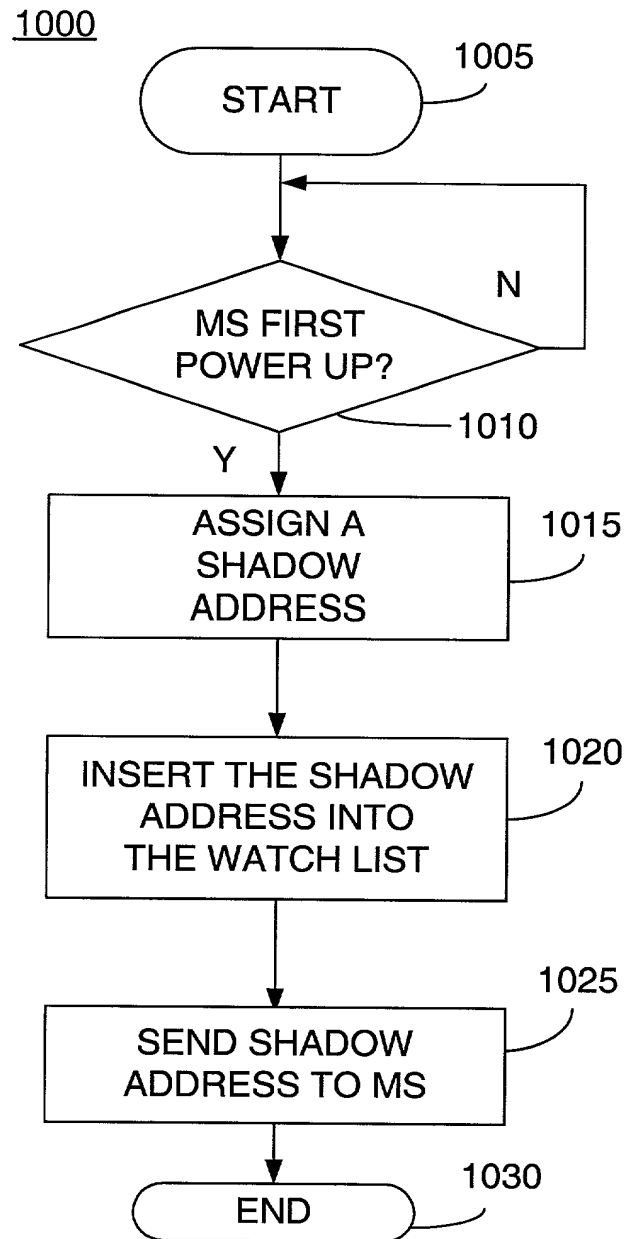 1000
START
1005
N
MS FIRST
POWER UP?
1010
Y
ASSIGN A
SHADOW
ADDRESS
1015
INSERT THE SHADOW
ADDRESS INTO
THE WATCH LIST
1020
SEND SHADOW
ADDRESS TO MS
1025
END
1030